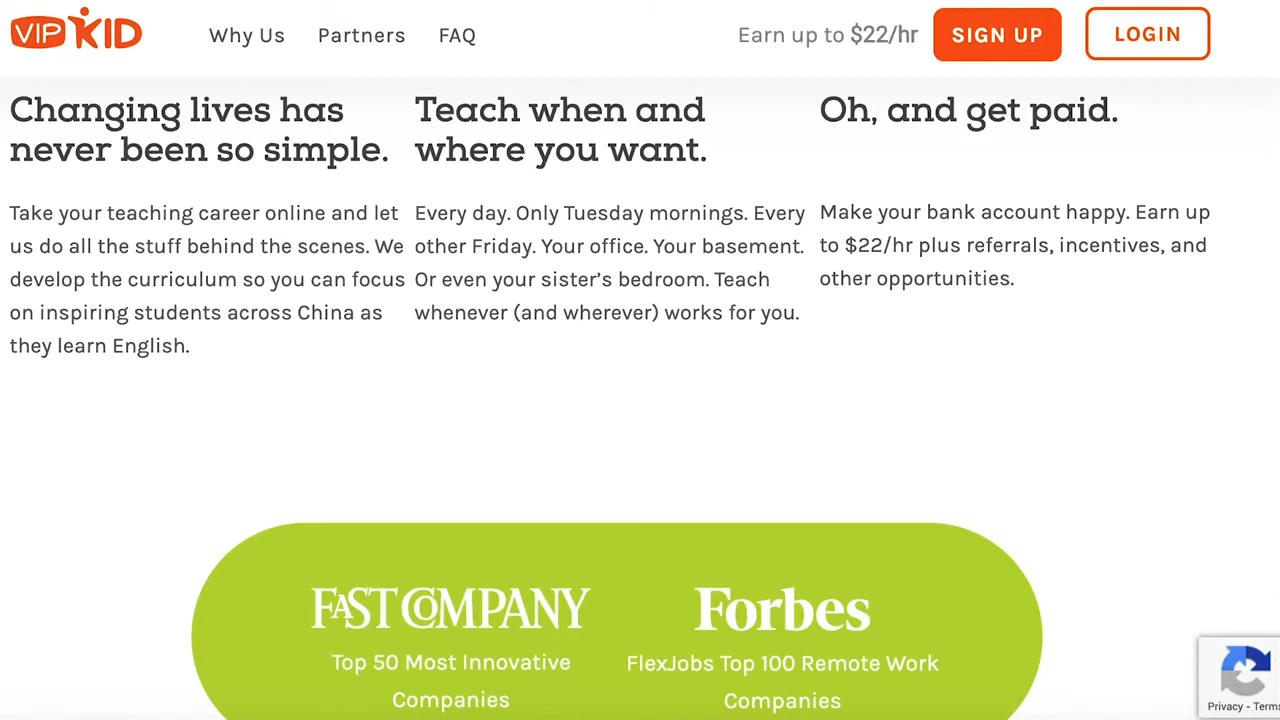 VIP KID
Why Us
Partners
FAQ
Earn up to $22/hr
SIGN UP
LOGIN
Changing lives has
never been so simple.
Take your teaching career online and let
us do all the stuff behind the scenes. We
develop the curriculum so you can focus
on inspiring students across China as
they learn English.
Teach when and
where you want.
Every day. Only Tuesday mornings. Every
other Friday. Your office. Your basement.
Or even your sister’s bedroom. Teach
whenever (and wherever) works for you.
Oh, and get paid.
Make your bank account happy. Earn up
to $22/hr plus referrals, incentives, and
other opportunities.
FAST COMPANY
Top 50 Most Innovative
Companies
Forbes
FlexJobs Top 100 Remote Work
Companies
Privacy - Terms